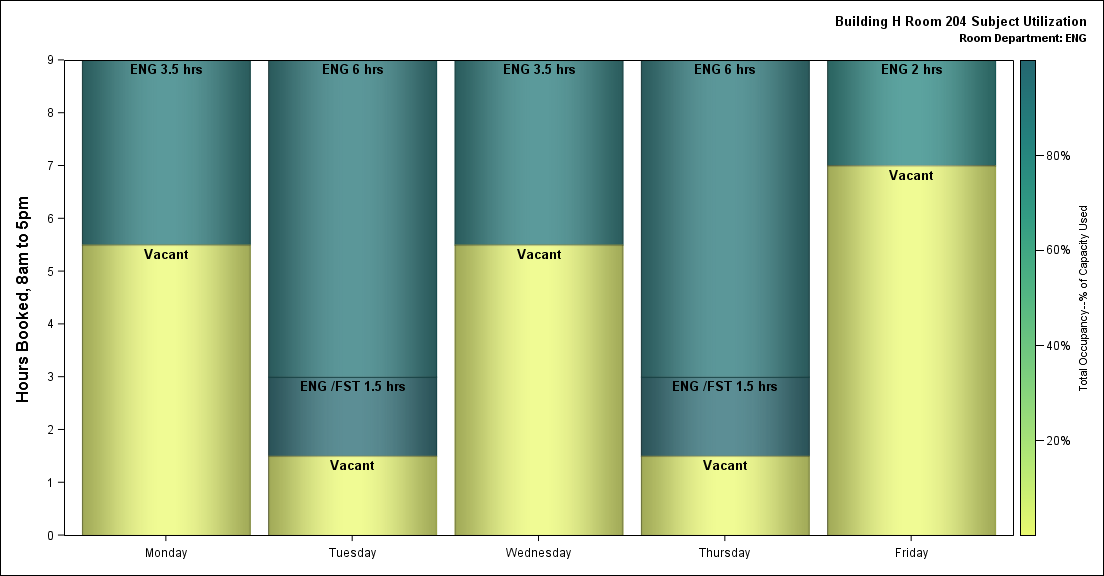 Building H Room 204 Subject Utilization
Room Department: ENG
Hours Booked, 8am to 5pm
9
8
7
6
5
4
3
2
1
0
ENG 3.5 hrs
Vacant
ENG 6 hrs
ENG /FST 1.5 hrs
Vacant
ENG 3.5 hrs
Vacant
ENG 6 hrs
ENG /FST 1.5 hrs
Vacant
ENG 2 hrs
Vacant
Monday
Tuesday
Wednesday
Thursday
Friday
80%
60%
40%
20%
Total Occupancy--% of Capacity Used